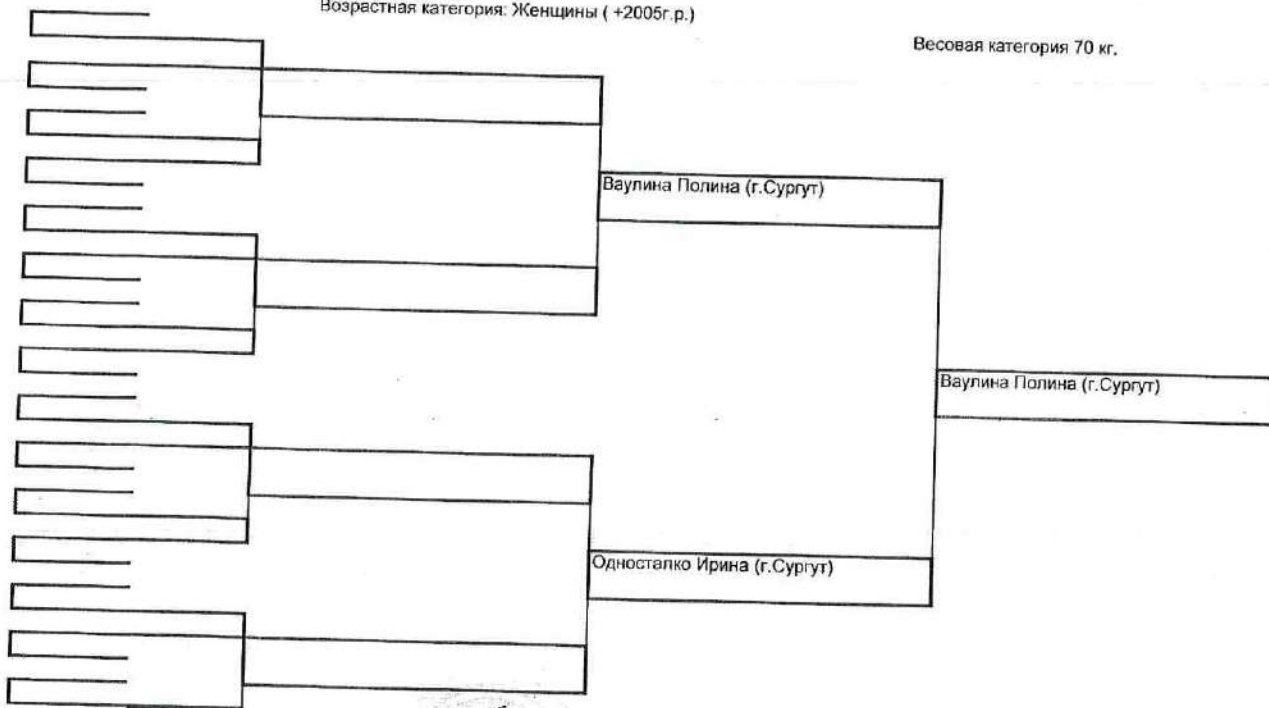 Возрастная категория: Женщины ( +2005г.р.)
Весовая категория 70 кг.
Ваулина Полина (г.Сургут)
Ваулина Полина (г.Сургут)
Односталко Ирина (г.Сургут)